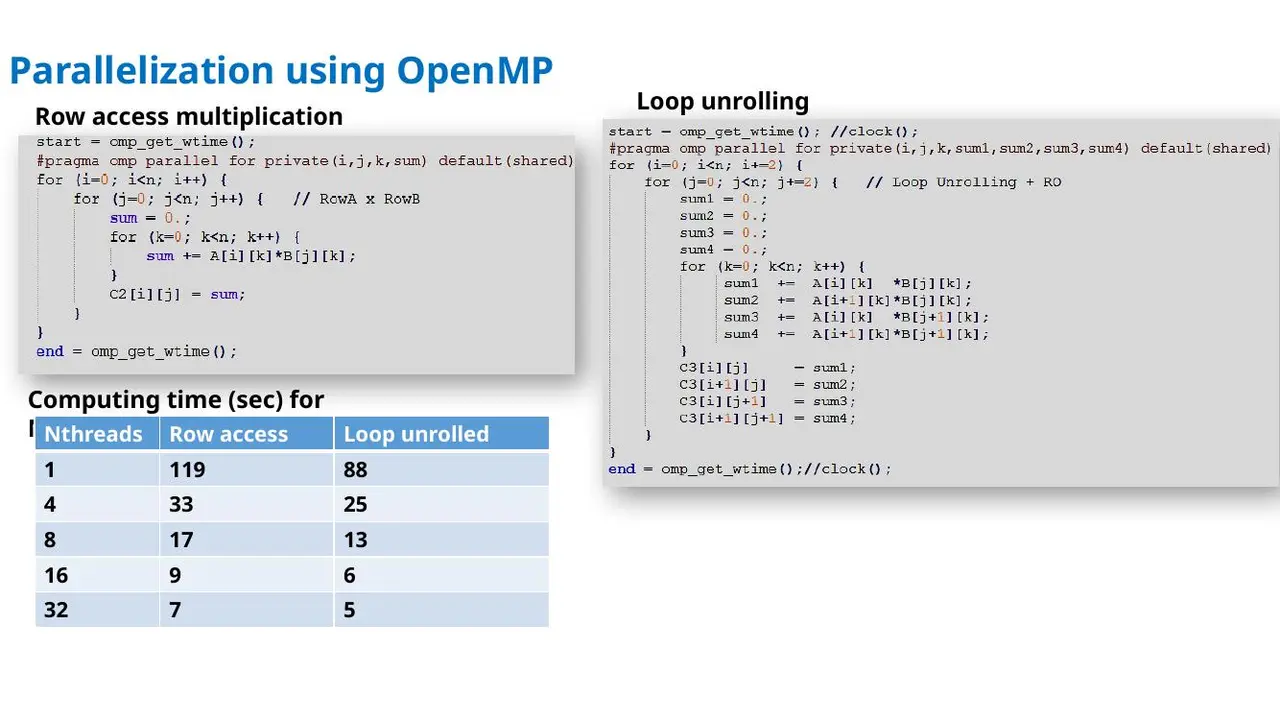 Parallelization using OpenMP
Row access multiplication
start = omp_get_wtime();
#pragma omp parallel for private(i,j,k,sum) default(shared)
for (i=0; i<n; i++) {
for (j=0; j<n; j++) { // RowA x RowB
sum = 0.;
for (k=0; k<n; k++) {
sum += A[i][k]*B[j][k];
}
C2[i][j] = sum;
}
}
end = omp_get_wtime();
Loop unrolling
start = omp_get_wtime(); //clock();
#pragma omp parallel for private(i,j,k,sum1,sum2,sum3,sum4) default(shared)
for (i=0; i<n; i+=2) {
for (j=0; j<n; j+=2) { // Loop Unrolling + RO
sum1 = 0.;
sum2 = 0.;
sum3 = 0.;
sum4 = 0.;
for (k=0; k<n; k++) {
sum1 += A[i][k] *B[j][k];
sum2 += A[i+1][k]*B[j][k];
sum3 += A[i][k] *B[j+1][k];
sum4 += A[i+1][k]*B[j+1][k];
}
C3[i][j] = sum1;
C3[i+1][j] = sum2;
C3[i][j+1] = sum3;
C3[i+1][j+1] = sum4;
}
}
end = omp_get_wtime();//clock();
Computing time (sec) for
Nthreads Row access Loop unrolled
1 119 88
4 33 25
8 17 13
16 9 6
32 7 5